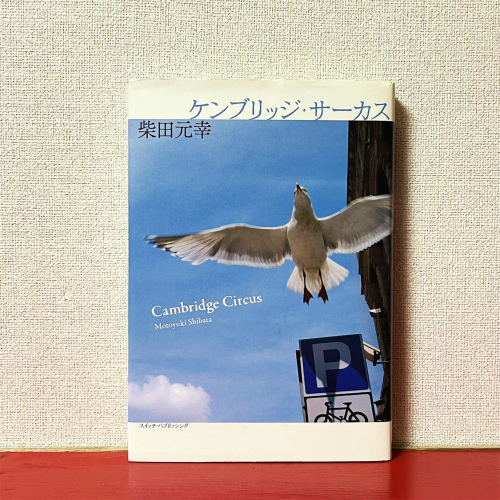 ケンブリッジ・サーカス
柴田元幸
Cambridge Circus
Motoyuki Shibata
P
スイッチ・パブリッシング